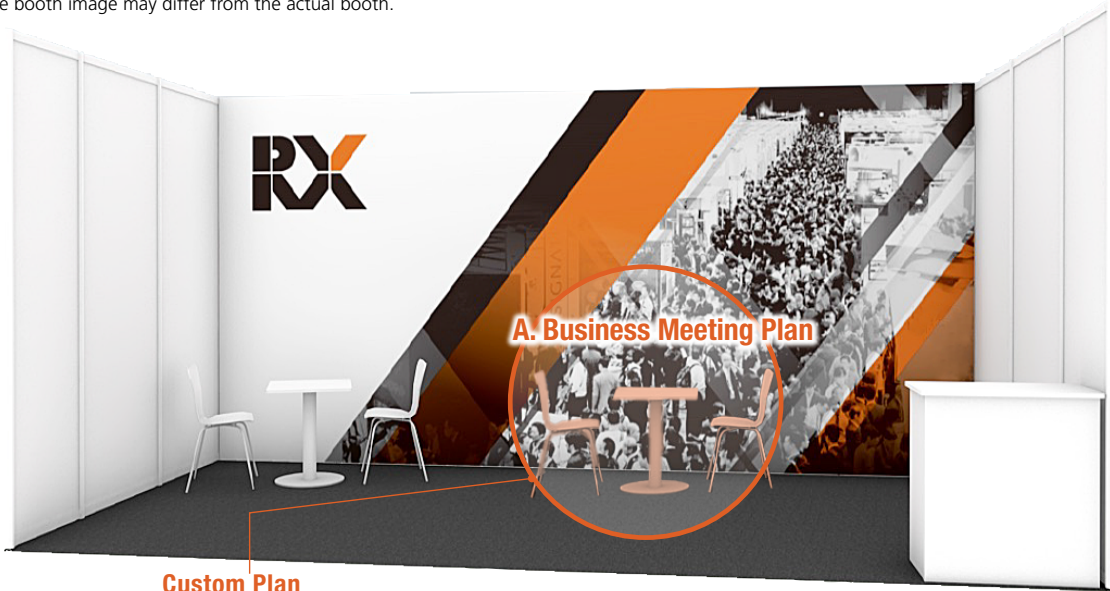 booth image may differ from the actual booth.
RX
A. Business Meeting Plan
Custom Plan